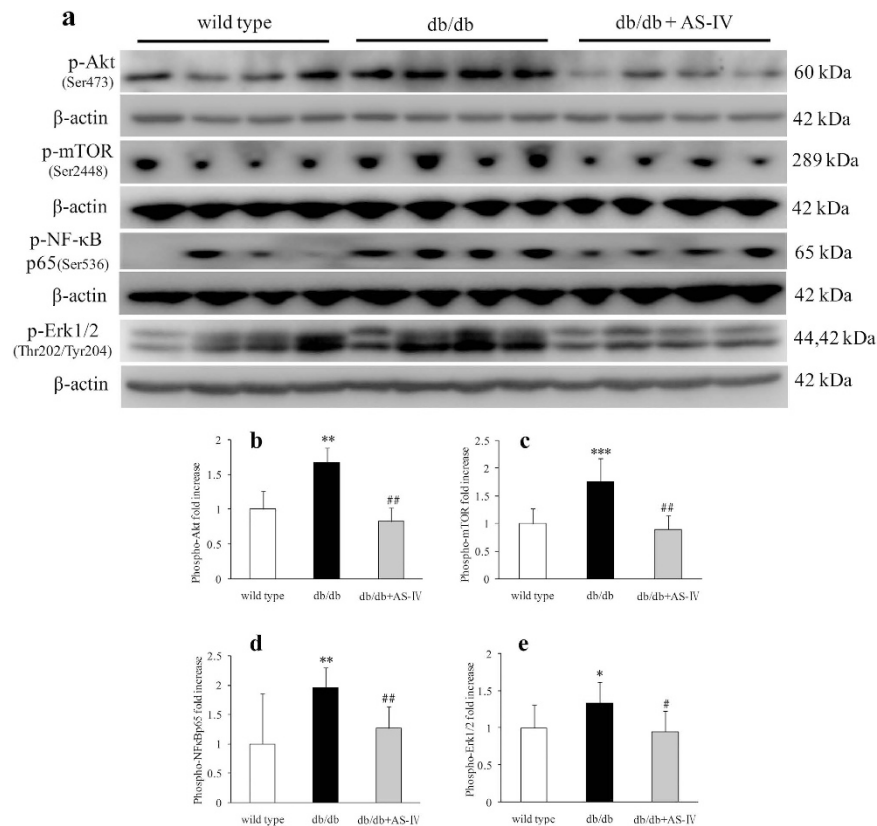 a
wild type db/db db/db + AS-IV
p-Akt
(Ser473)
60 kDa
β-actin 42 kDa
p-mTOR
(Ser2448)
289 kDa
β-actin 42 kDa
p-NF-κB
p65(Ser536)
65 kDa
β-actin 42 kDa
p-Erk1/2
(Thr202/Tyr204)
44,42 kDa
β-actin 42 kDa
b
Phospho-Akt fold increase
2
1.5
1
0.5
0
**
##
wild type db/db db/db+AS-IV
c
Phospho-mTOR fold increase
2.5
2
1.5
1
0.5
0
***
##
wild type db/db db/db+AS-IV
d
Phospho-NFκBp65 fold increase
2.5
2
1.5
1
0.5
0
**
##
wild type db/db db/db+AS-IV
e
Phospho-Erk1/2 fold increase
2
1.5
1
0.5
0
*
#
wild type db/db db/db+AS-IV